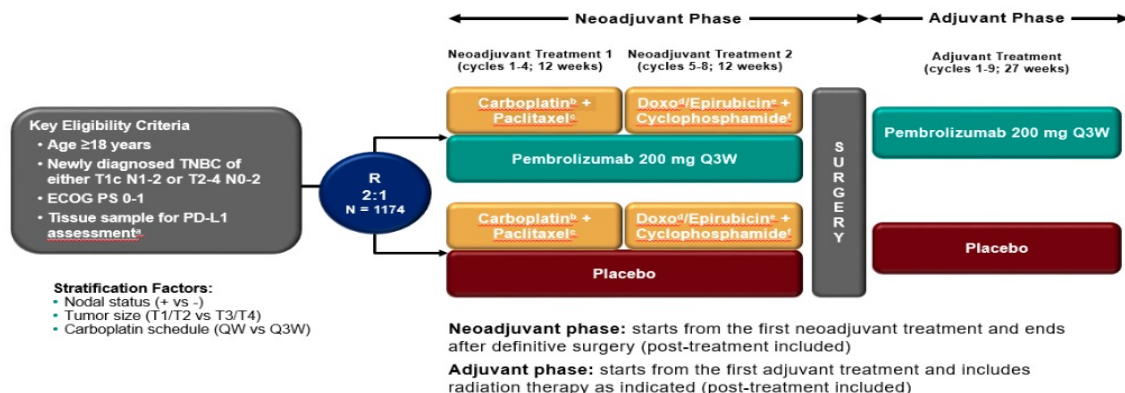 Neoadjuvant Phase
Adjuvant Phase
Neoadjuvant Treatment 1
(cycles 1-4; 12 weeks)
Neoadjuvant Treatment 2
(cycles 5-8; 12 weeks)
Adjuvant Treatment
(cycles 1-9; 27 weeks)
Key Eligibility Criteria
• Age ≥18 years
• Newly diagnosed TNBC of
either T1c N1-2 or T2-4 N0-2
• ECOG PS 0-1
• Tissue sample for PD-L1
assessmentᵃ
R
2:1
N = 1174
Carboplatinᵇ +
Paclitaxelᶜ
Doxoᵈ/Epirubicinᵉ +
Cyclophosphamideᶠ
Pembrolizumab 200 mg Q3W
Carboplatinᵇ +
Paclitaxelᶜ
Doxoᵈ/Epirubicinᵉ +
Cyclophosphamideᶠ
Placebo
SURGERY
Pembrolizumab 200 mg Q3W
Placebo
Stratification Factors:
• Nodal status (+ vs -)
• Tumor size (T1/T2 vs T3/T4)
• Carboplatin schedule (QW vs Q3W)
Neoadjuvant phase: starts from the first neoadjuvant treatment and ends
after definitive surgery (post-treatment included)
Adjuvant phase: starts from the first adjuvant treatment and includes
radiation therapy as indicated (post-treatment included)